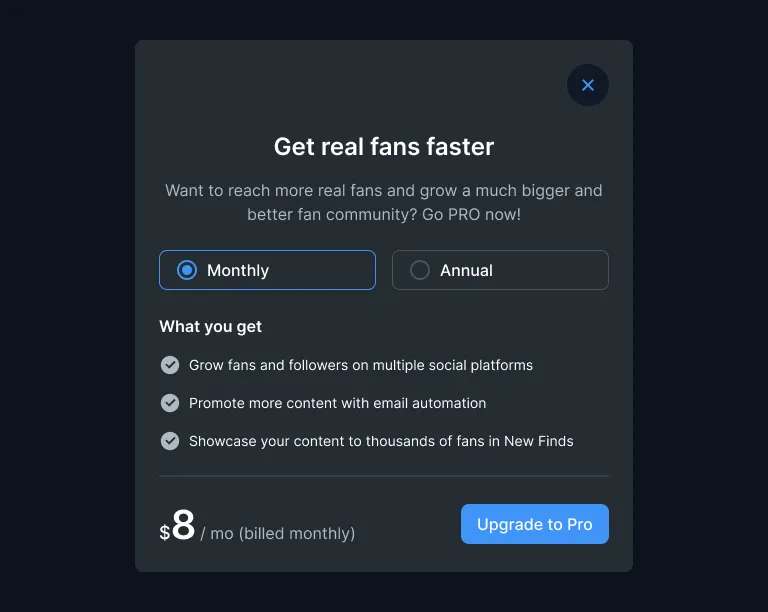 Get real fans faster
Want to reach more real fans and grow a much bigger and
better fan community? Go PRO now!
Monthly
Annual
What you get
Grow fans and followers on multiple social platforms
Promote more content with email automation
Showcase your content to thousands of fans in New Finds
$8 / mo (billed monthly)
Upgrade to Pro